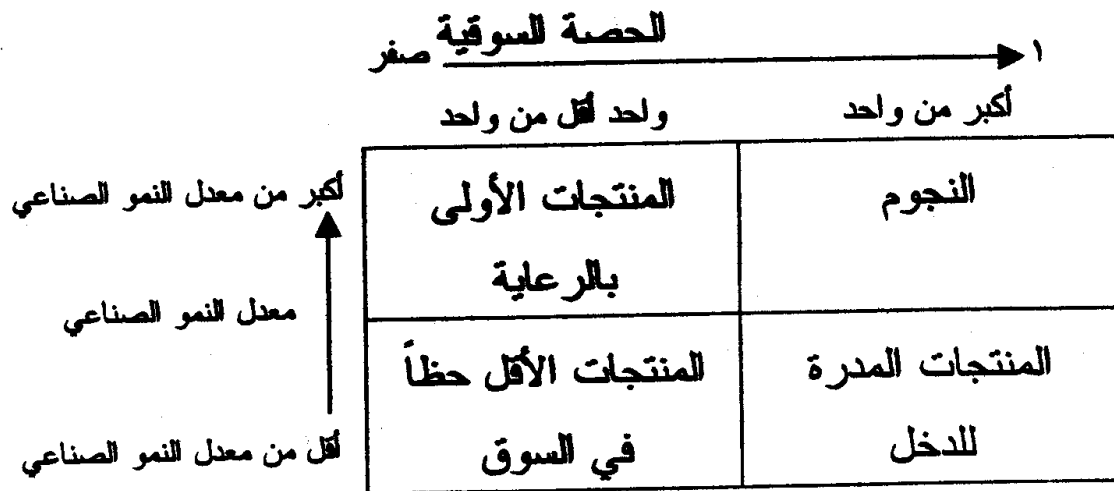 الحصة السوقية
صفر ١
أكبر من واحد
واحد أقل من واحد
أكبر من معدل النمو الصناعي
معدل النمو الصناعي
أقل من معدل النمو الصناعي
النجوم
المنتجات الأولى
بالرعاية
المنتجات المدرة
للدخل
المنتجات الأقل حظاً
في السوق